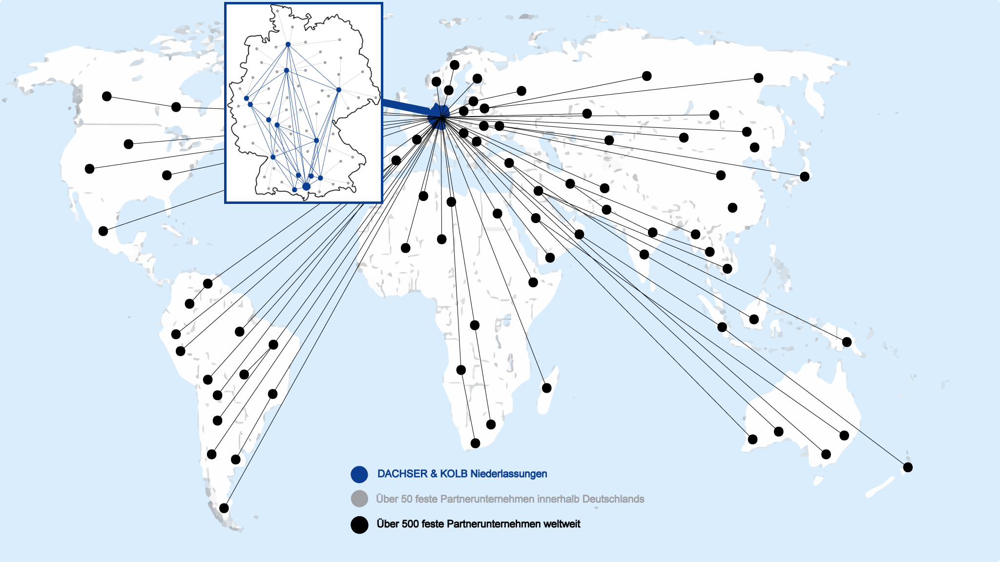 DACHSER & KOLB Niederlassungen
Über 50 feste Partnerunternehmen innerhalb Deutschlands
Über 500 feste Partnerunternehmen weltweit